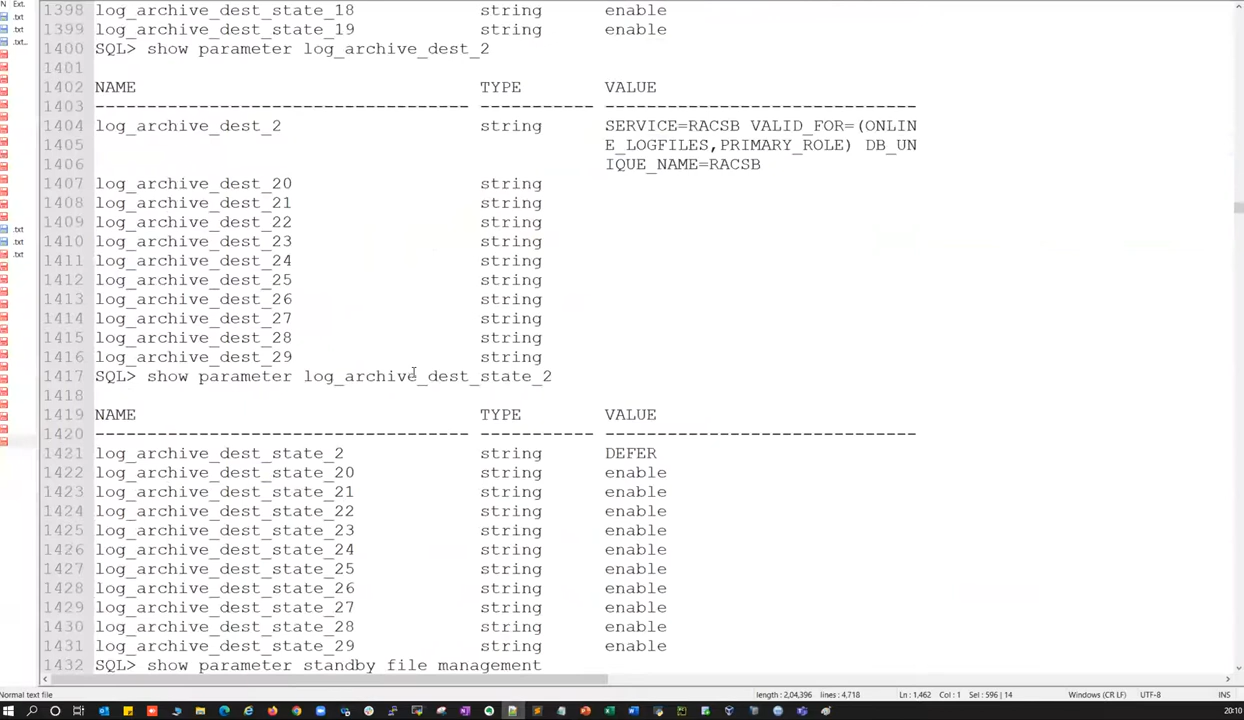 N Ext.
.txt
.txt
.txt...
.txt
.txt
.txt
1398 log_archive_dest_state_18 string enable
1399 log_archive_dest_state_19 string enable
1400 SQL> show parameter log_archive_dest_2
1401
1402 NAME TYPE VALUE
1403 ------------------------------------ ----------- ------------------------------
1404 log_archive_dest_2 string SERVICE=RACSB VALID_FOR=(ONLIN
1405 E_LOGFILES,PRIMARY_ROLE) DB_UN
1406 IQUE_NAME=RACSB
1407 log_archive_dest_20 string
1408 log_archive_dest_21 string
1409 log_archive_dest_22 string
1410 log_archive_dest_23 string
1411 log_archive_dest_24 string
1412 log_archive_dest_25 string
1413 log_archive_dest_26 string
1414 log_archive_dest_27 string
1415 log_archive_dest_28 string
1416 log_archive_dest_29 string
1417 SQL> show parameter log_archive_dest_state_2
1418
1419 NAME TYPE VALUE
1420 ------------------------------------ ----------- ------------------------------
1421 log_archive_dest_state_2 string DEFER
1422 log_archive_dest_state_20 string enable
1423 log_archive_dest_state_21 string enable
1424 log_archive_dest_state_22 string enable
1425 log_archive_dest_state_23 string enable
1426 log_archive_dest_state_24 string enable
1427 log_archive_dest_state_25 string enable
1428 log_archive_dest_state_26 string enable
1429 log_archive_dest_state_27 string enable
1430 log_archive_dest_state_28 string enable
1431 log_archive_dest_state_29 string enable
1432 SQL> show parameter standby file management
Normal text file length : 2,04,396 lines : 4,718 Ln : 1,462 Col : 1 Sel : 596 | 14 Windows (CR LF) UTF-8
20:10